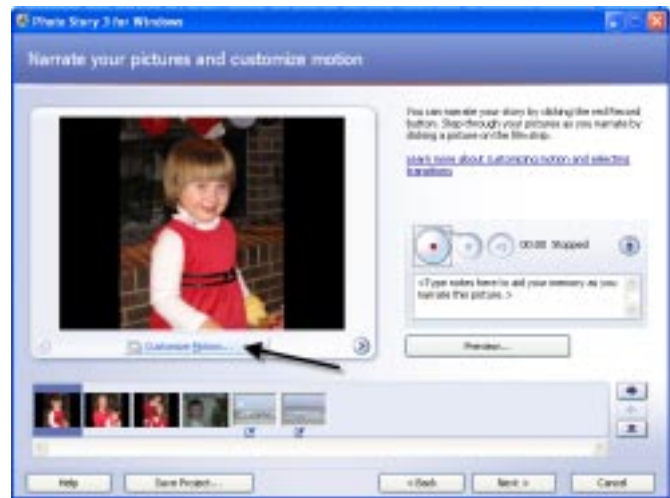 Photo Story 3 for Windows
Narrate your pictures and customize motion
You can narrate your story by clicking the red Record
button. Step through your pictures as you narrate by
clicking a picture on the film strip.
Learn more about customizing motion and selecting
transitions
00:00 Stopped
<Type notes here to aid your memory as you
narrate this picture. >
Customize Motion...
Preview...
Help
Save Project...
< Back
Next >
Cancel